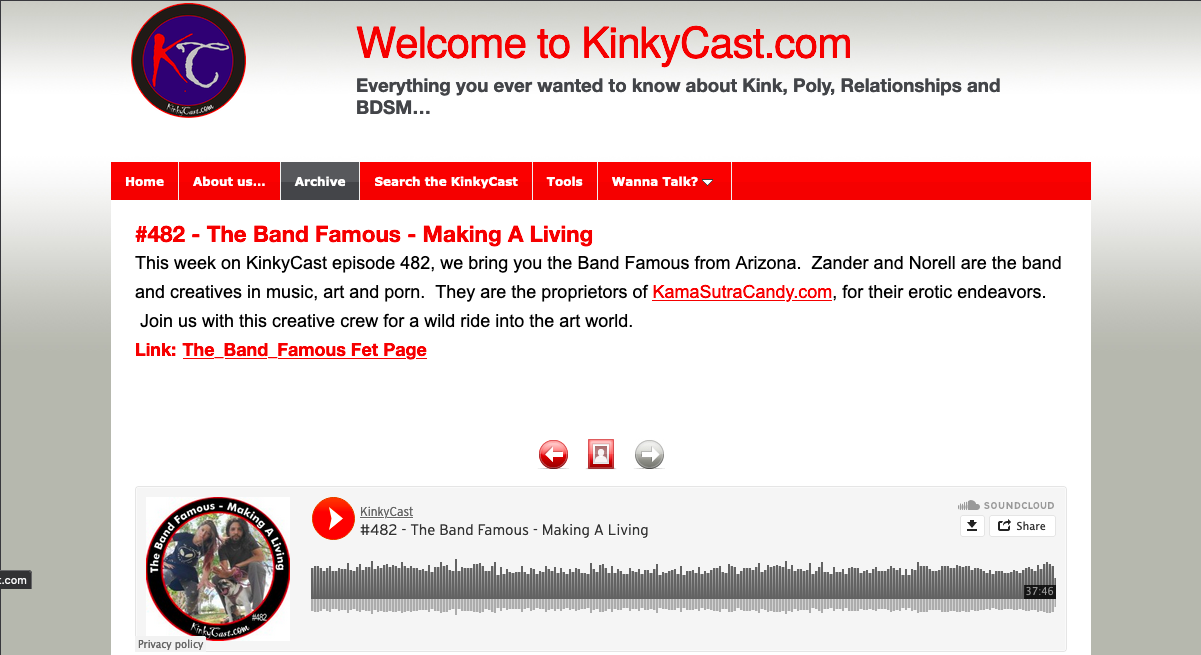 KT
KinkyCast.com
Welcome to KinkyCast.com
Everything you ever wanted to know about Kink, Poly, Relationships and
BDSM...
Home
About us...
Archive
Search the KinkyCast
Tools
Wanna Talk?
#482 - The Band Famous - Making A Living
This week on KinkyCast episode 482, we bring you the Band Famous from Arizona.  Zander and Norell are the band
and creatives in music, art and porn.  They are the proprietors of KamaSutraCandy.com, for their erotic endeavors.
Join us with this creative crew for a wild ride into the art world.
Link: The_Band_Famous Fet Page
The Band Famous - Making A Living
#482
KinkyCast.com
Privacy policy
KinkyCast
#482 - The Band Famous - Making A Living
SOUNDCLOUD
Share
37:46
t.com